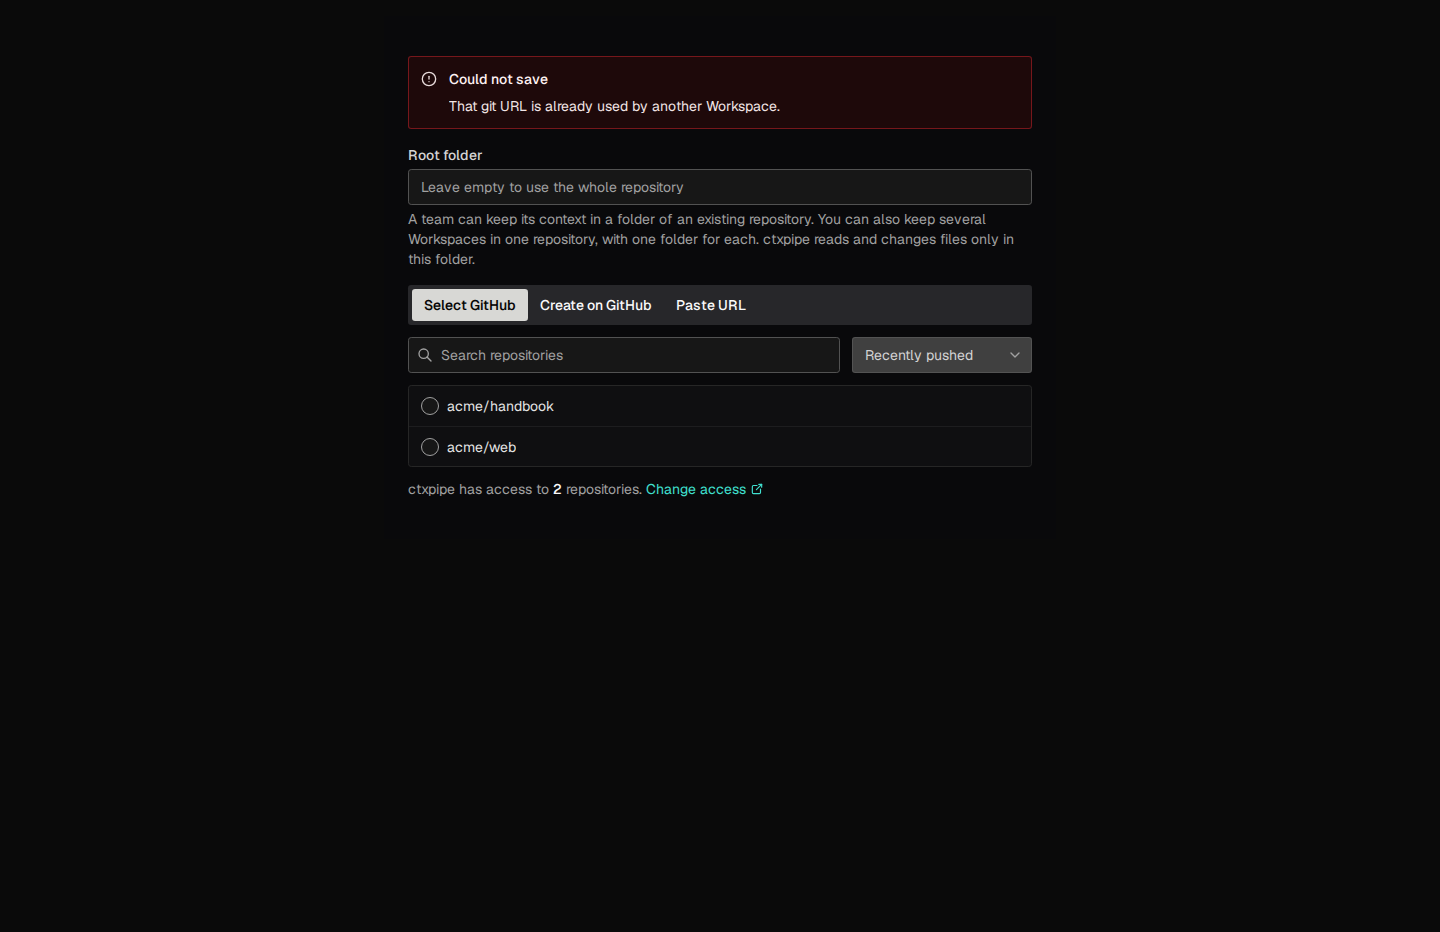 Could not save
That git URL is already used by another Workspace.
Root folder
Leave empty to use the whole repository
A team can keep its context in a folder of an existing repository. You can also keep several
Workspaces in one repository, with one folder for each. ctxpipe reads and changes files only in
this folder.
Select GitHub Create on GitHub Paste URL
Search repositories Recently pushed
acme/handbook
acme/web
ctxpipe has access to 2 repositories. Change access